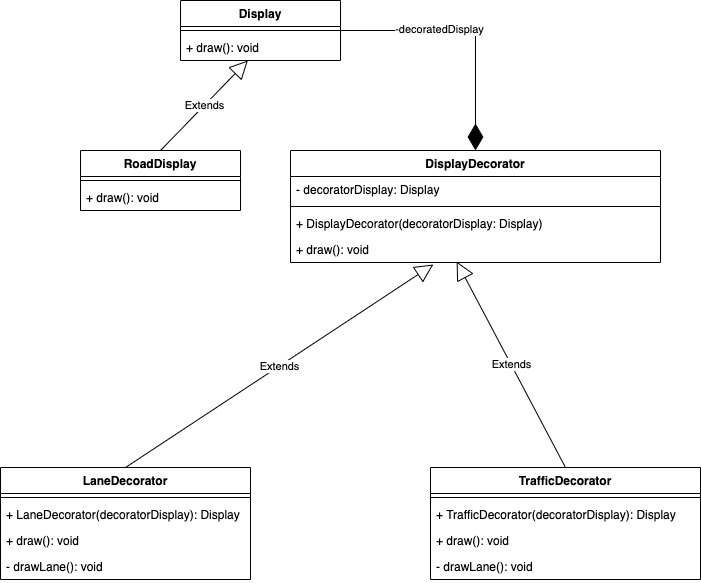 Display
+ draw(): void
-decoratedDisplay
Extends
RoadDisplay
+ draw(): void
DisplayDecorator
- decoratorDisplay: Display
+ DisplayDecorator(decoratorDisplay: Display)
+ draw(): void
Extends
Extends
LaneDecorator
+ LaneDecorator(decoratorDisplay): Display
+ draw(): void
- drawLane(): void
TrafficDecorator
+ TrafficDecorator(decoratorDisplay): Display
+ draw(): void
- drawLane(): void